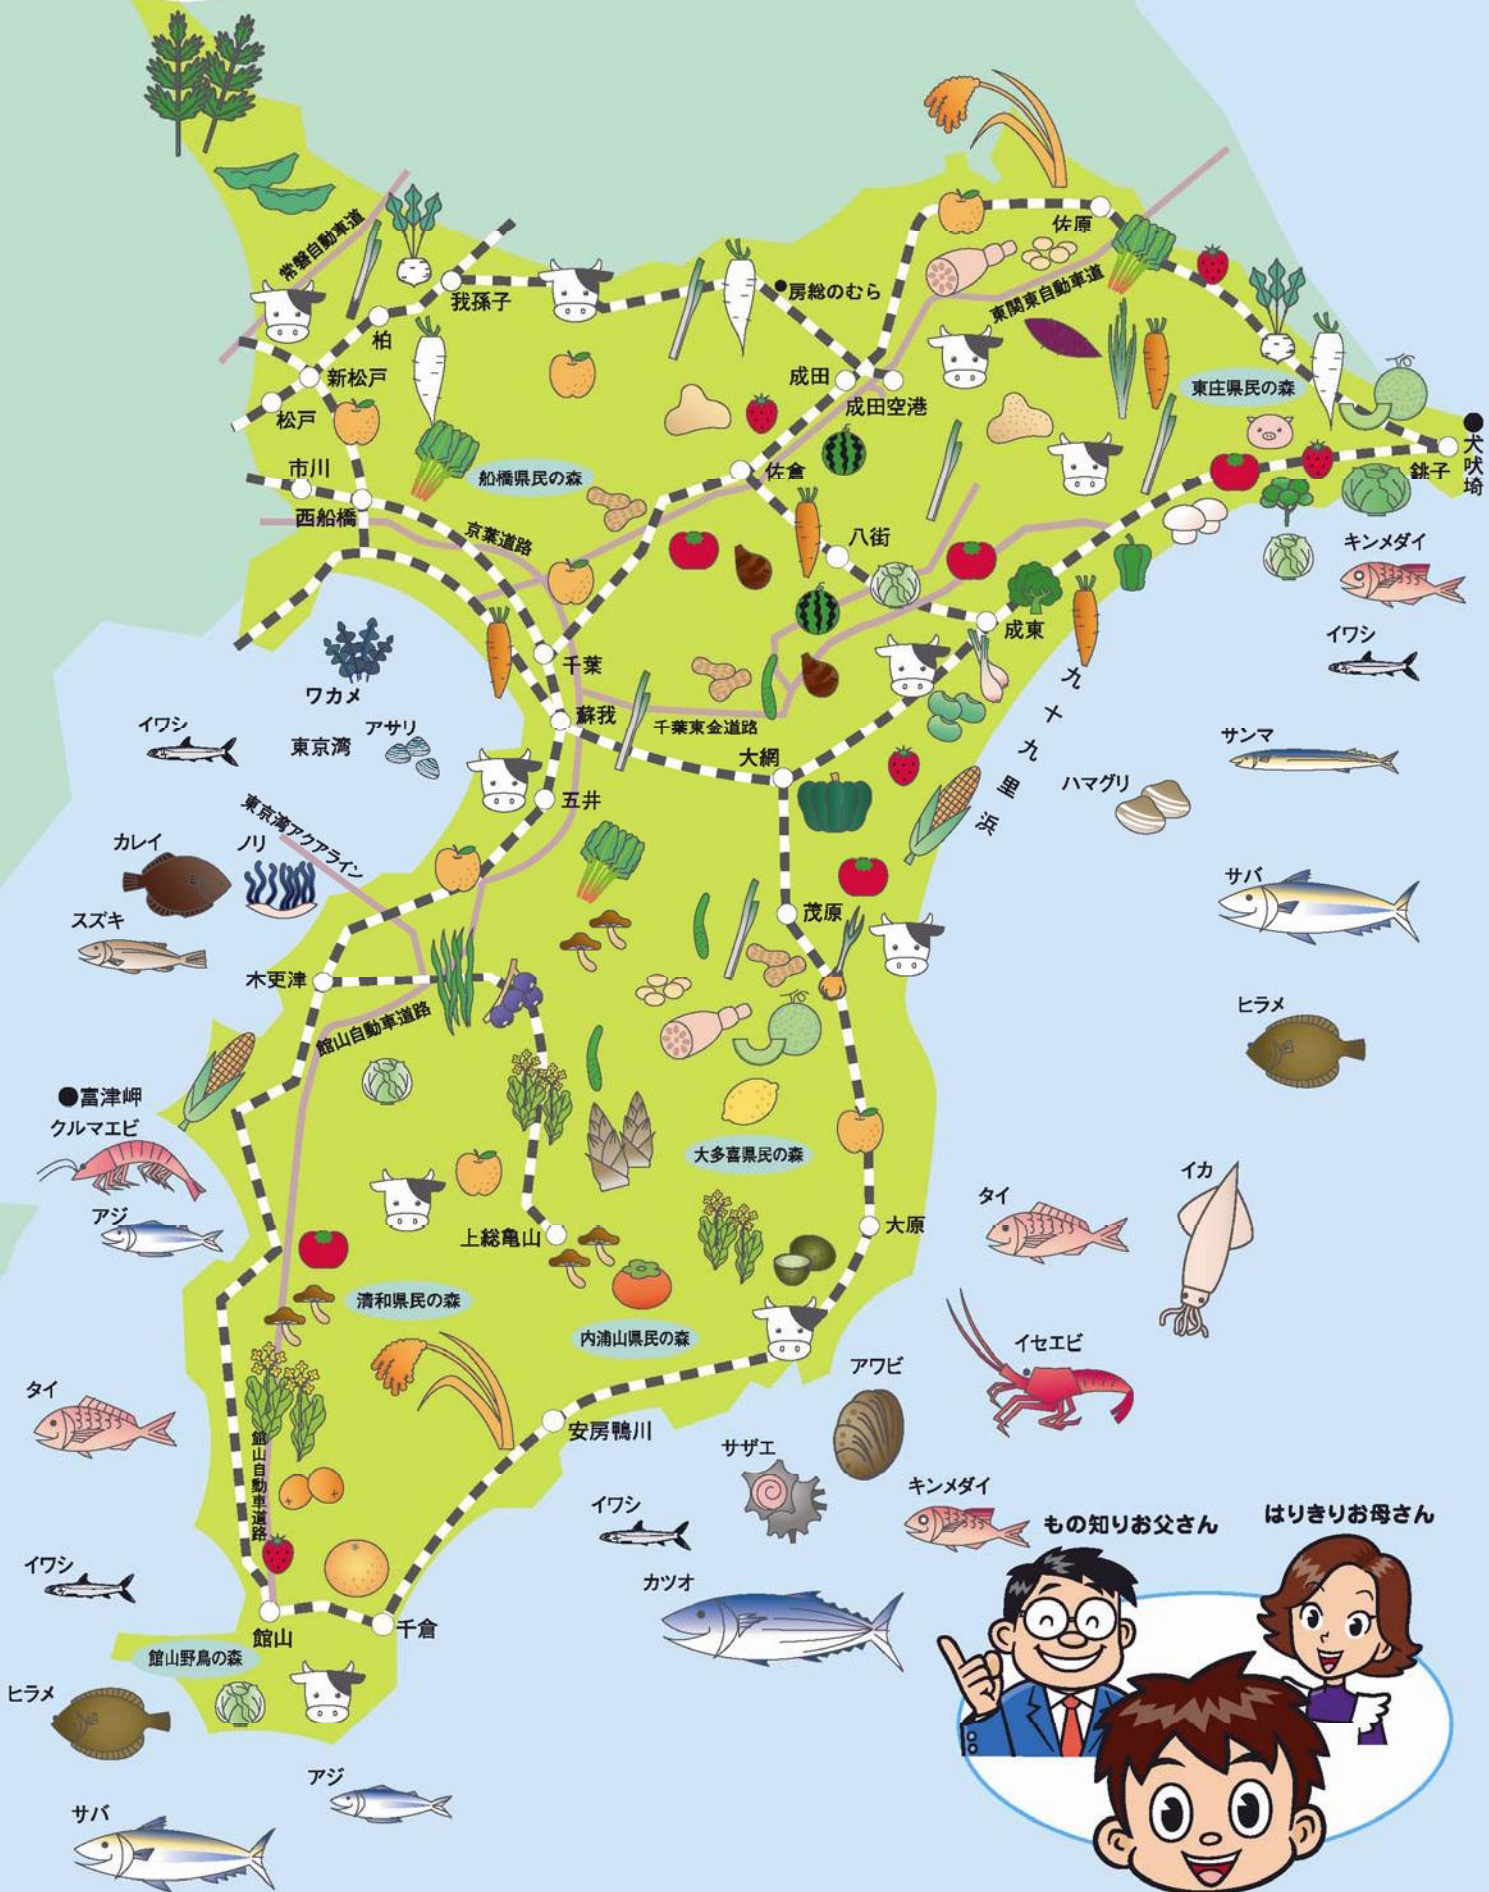 常磐自動車道
我孫子
柏
新松戸
松戸
市川
西船橋
船橋県民の森
京葉道路
房総のむら
佐原
東関東自動車道
成田
成田空港
佐倉
八街
東庄県民の森
犬吠埼
銚子
キンメダイ
イワシ
成東
九十九里浜
千葉
蘇我
千葉東金道路
大網
五井
ワカメ
東京湾
アサリ
イワシ
東京湾アクアライン
カレイ
ノリ
スズキ
サンマ
ハマグリ
サバ
ヒラメ
茂原
木更津
館山自動車道路
富津岬
クルマエビ
アジ
大多喜県民の森
大原
上総亀山
清和県民の森
内浦山県民の森
タイ
イカ
イセエビ
アワビ
サザエ
キンメダイ
イワシ
カツオ
安房鴨川
タイ
館山自動車道路
イワシ
館山
千倉
館山野鳥の森
ヒラメ
アジ
サバ
もの知りお父さん
はりきりお母さん